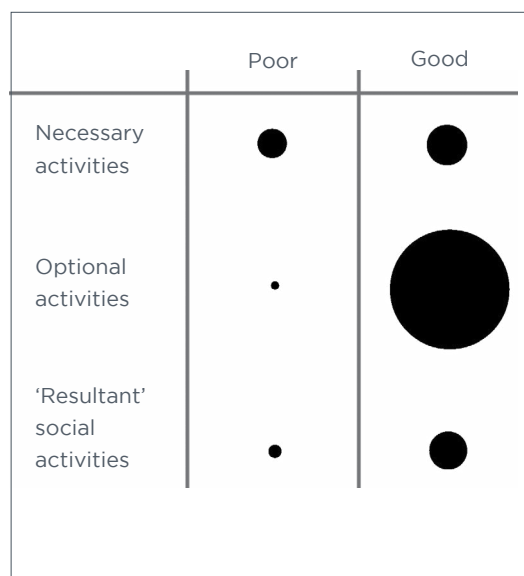 Poor Good
Necessary
activities
Optional
activities
‘Resultant’
social
activities